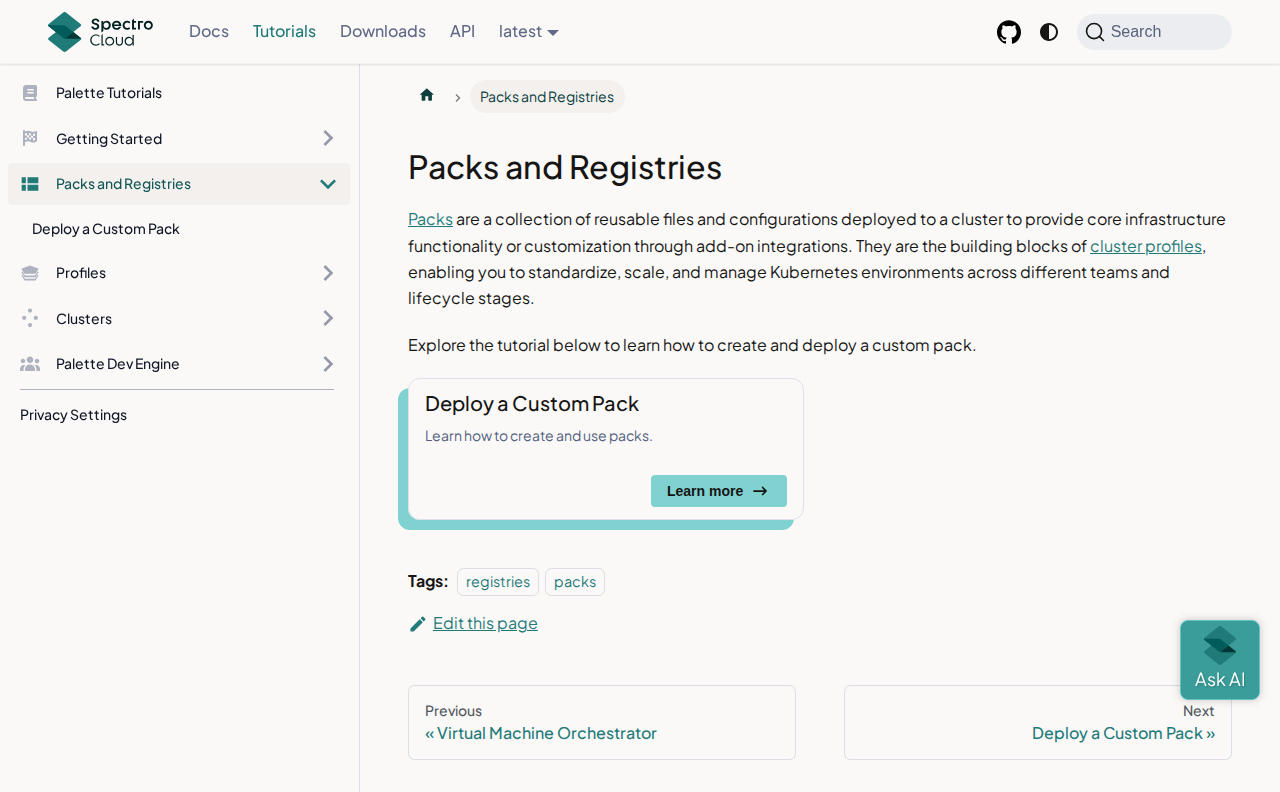 Spectro
Cloud
Docs
Tutorials
Downloads
API
latest
Search
Palette Tutorials
Getting Started
Packs and Registries
Deploy a Custom Pack
Profiles
Clusters
Palette Dev Engine
Privacy Settings
Packs and Registries
Packs and Registries
Packs are a collection of reusable files and configurations deployed to a cluster to provide core infrastructure
functionality or customization through add-on integrations. They are the building blocks of cluster profiles,
enabling you to standardize, scale, and manage Kubernetes environments across different teams and
lifecycle stages.
Explore the tutorial below to learn how to create and deploy a custom pack.
Deploy a Custom Pack
Learn how to create and use packs.
Learn more
Tags: registries packs
Edit this page
Ask AI
Previous
« Virtual Machine Orchestrator
Next
Deploy a Custom Pack »